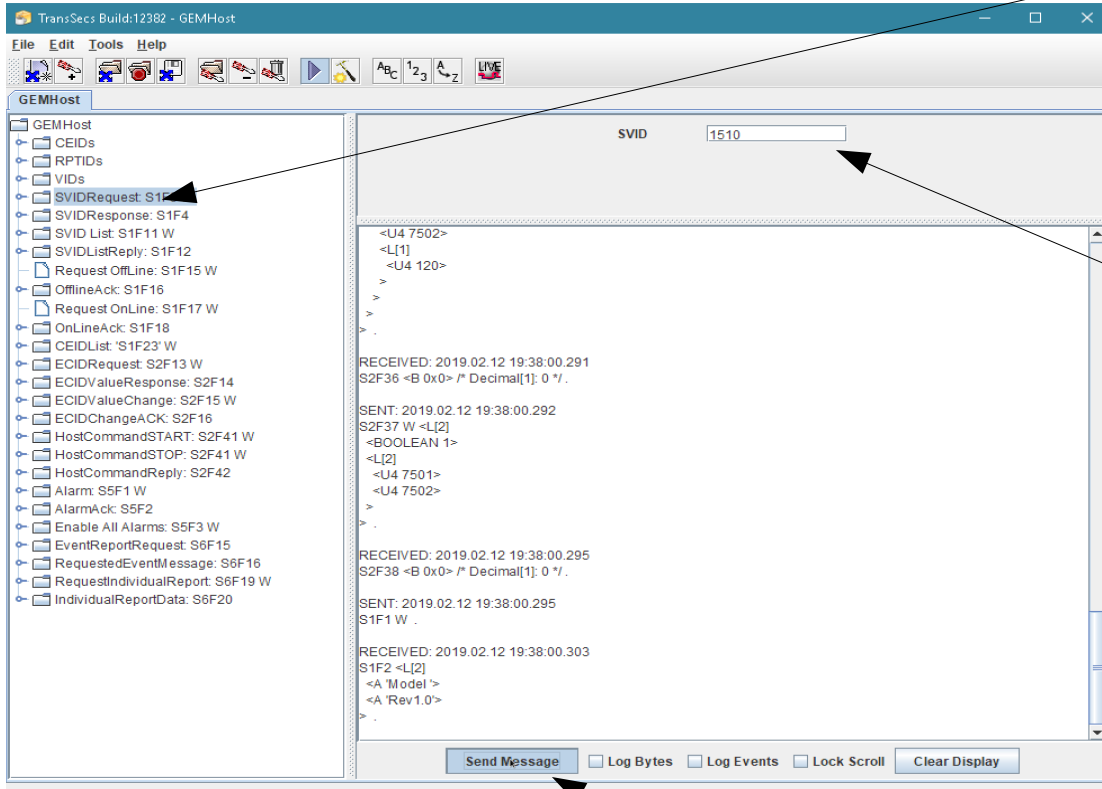 TransSecs Build:12382 - GEMHost
File Edit Tools Help
ABC 123 A Z LIVE
GEMHost
GEMHost
CEIDs
RPTIDs
VIDs
SVIDRequest: S1F
SVIDResponse: S1F4
SVID List: S1F11 W
SVIDListReply: S1F12
Request OffLine: S1F15 W
OfflineAck: S1F16
Request OnLine: S1F17 W
OnLineAck: S1F18
CEIDList: 'S1F23' W
ECIDRequest: S2F13 W
ECIDValueResponse: S2F14
ECIDValueChange: S2F15 W
ECIDChangeACK: S2F16
HostCommandSTART: S2F41 W
HostCommandSTOP: S2F41 W
HostCommandReply: S2F42
Alarm: S5F1 W
AlarmAck: S5F2
Enable All Alarms: S5F3 W
EventReportRequest: S6F15
RequestedEventMessage: S6F16
RequestIndividualReport: S6F19 W
IndividualReportData: S6F20
SVID 1510
<U4 7502>
<L[1]
<U4 120>
>
>
>
> .
RECEIVED: 2019.02.12 19:38:00.291
S2F36 <B 0x0> /* Decimal[1]: 0 */ .
SENT: 2019.02.12 19:38:00.292
S2F37 W <L[2]
<BOOLEAN 1>
<L[2]
<U4 7501>
<U4 7502>
>
> .
RECEIVED: 2019.02.12 19:38:00.295
S2F38 <B 0x0> /* Decimal[1]: 0 */ .
SENT: 2019.02.12 19:38:00.295
S1F1 W .
RECEIVED: 2019.02.12 19:38:00.303
S1F2 <L[2]
<A 'Model '>
<A 'Rev1.0'>
> .
Send Message Log Bytes Log Events Lock Scroll Clear Display